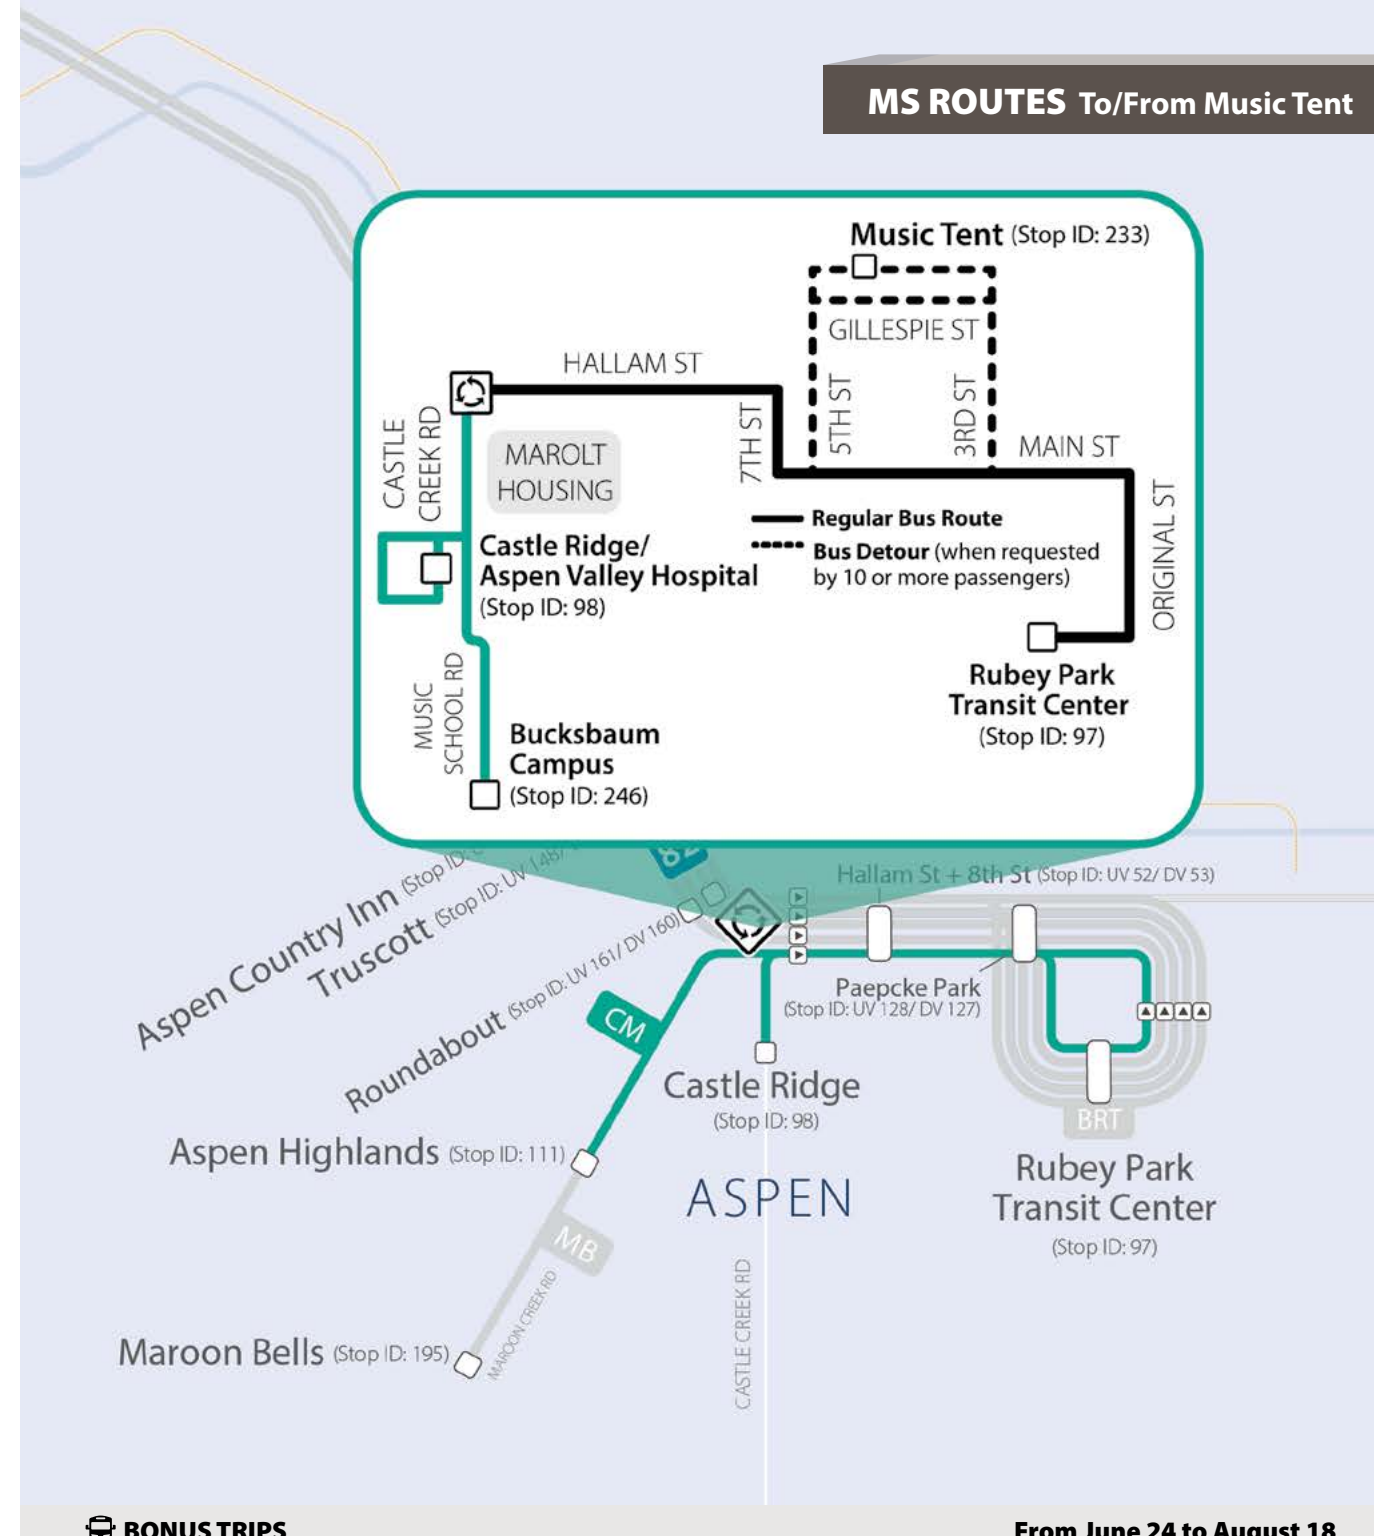 MS ROUTES To/From Music Tent
Music Tent (Stop ID: 233)
GILLESPIE ST
HALLAM ST
5TH ST
3RD ST
7TH ST
MAIN ST
CASTLE
CREEK RD
MAROLT
HOUSING
Regular Bus Route
Bus Detour (when requested
by 10 or more passengers)
ORIGINAL ST
Castle Ridge/
Aspen Valley Hospital
(Stop ID: 98)
Rubey Park
Transit Center
(Stop ID: 97)
MUSIC
SCHOOL RD
Bucksbaum
Campus
(Stop ID: 246)
82
Hallam St + 8th St (Stop ID: UV 52/ DV 53)
Aspen Country Inn (Stop ID:
Truscott (Stop ID: UV 148/
Roundabout (Stop ID: UV 161/ DV 160)
Paepcke Park
(Stop ID: UV 128/ DV 127)
CM
Castle Ridge
(Stop ID: 98)
BRT
Aspen Highlands (Stop ID: 111)
Rubey Park
Transit Center
(Stop ID: 97)
ASPEN
MB
MAROON CREEK RD
Maroon Bells (Stop ID: 195)
CASTLE CREEK RD
BONUS TRIPS
From June 24 to August 18